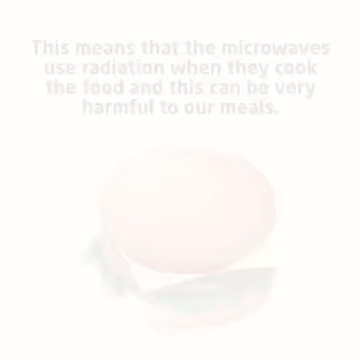 This means that the microwaves
use radiation when they cook
the food and this can be very
harmful to our meals.